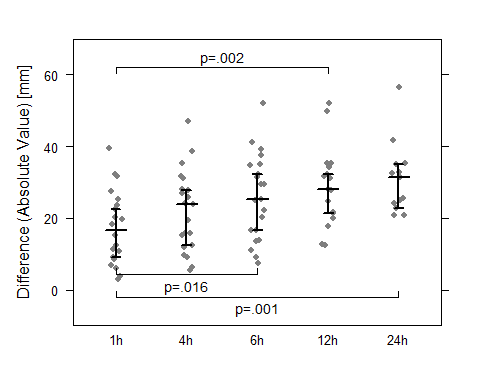 p=.002
Difference (Absolute Value) [mm]
60
40
20
0
p=.016
p=.001
1h 4h 6h 12h 24h